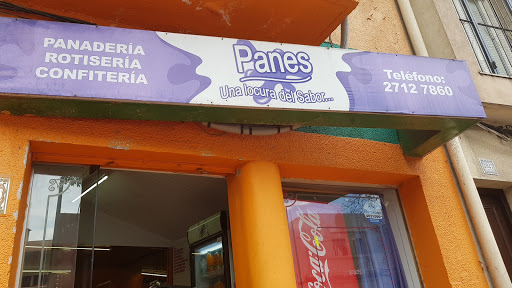 PANADERÍA
ROTISERÍA
CONFITERÍA
Panes
Una locura del Sabor...
Teléfono:
2712 7860
Coca-Cola